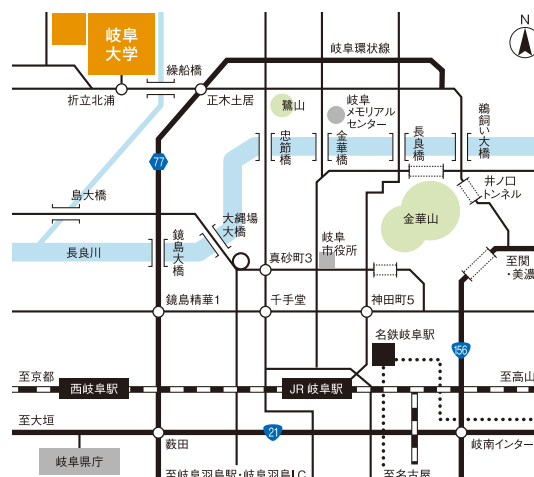 岐阜
大学
N
岐阜環状線
繰船橋
折立北浦
正木土居
鷺山
岐阜
メモリアル
センター
忠節橋
金華橋
長良橋
鵜飼い大橋
77
島大橋
井ノ口
トンネル
大縄場
大橋
金華山
長良川
鏡島大橋
真砂町3
岐阜
市役所
至関
・美濃
鏡島精華1
千手堂
神田町5
名鉄岐阜駅
156
至京都
西岐阜駅
JR 岐阜駅
至高山
至大垣
21
薮田
岐南インター
岐阜県庁
至岐阜羽島駅・岐阜羽島I.C
至名古屋